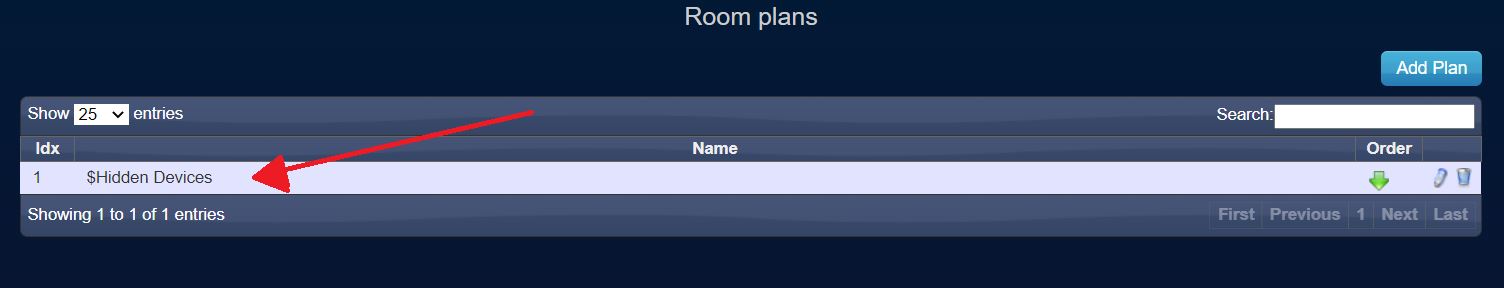 Room plans
Add Plan
Show 25 entries Search:
Idx Name Order
1 $Hidden Devices
Showing 1 to 1 of 1 entries First Previous 1 Next Last